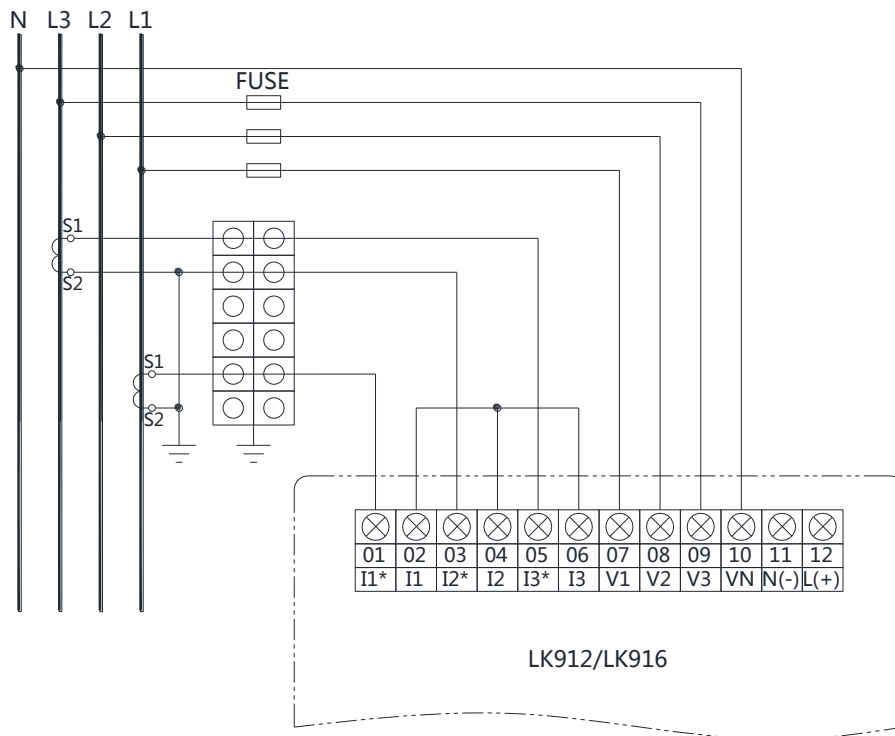 N L3 L2 L1
FUSE
S1
S2
S1
S2
01 02 03 04 05 06 07 08 09 10 11 12
I1* I1 I2* I2 I3* I3 V1 V2 V3 VN N(-) L(+)
LK912/LK916